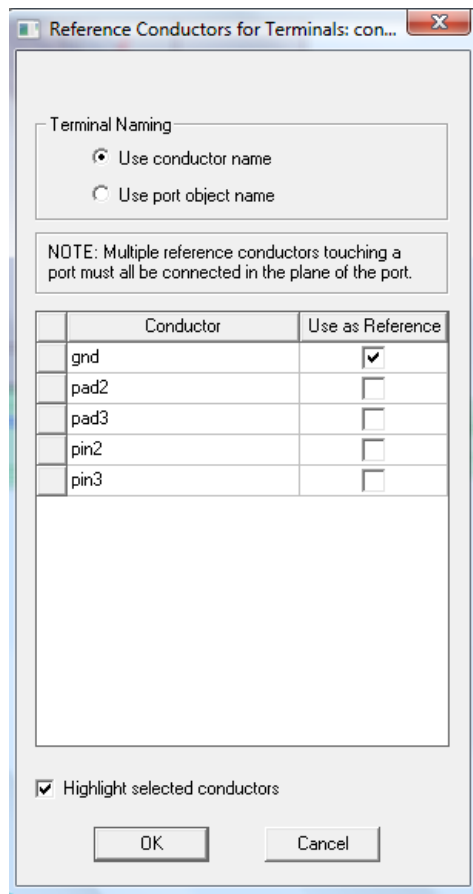 Reference Conductors for Terminals: con...
Terminal Naming
Use conductor name
Use port object name
NOTE: Multiple reference conductors touching a
port must all be connected in the plane of the port.
Conductor Use as Reference
gnd
pad2
pad3
pin2
pin3
Highlight selected conductors
OK Cancel